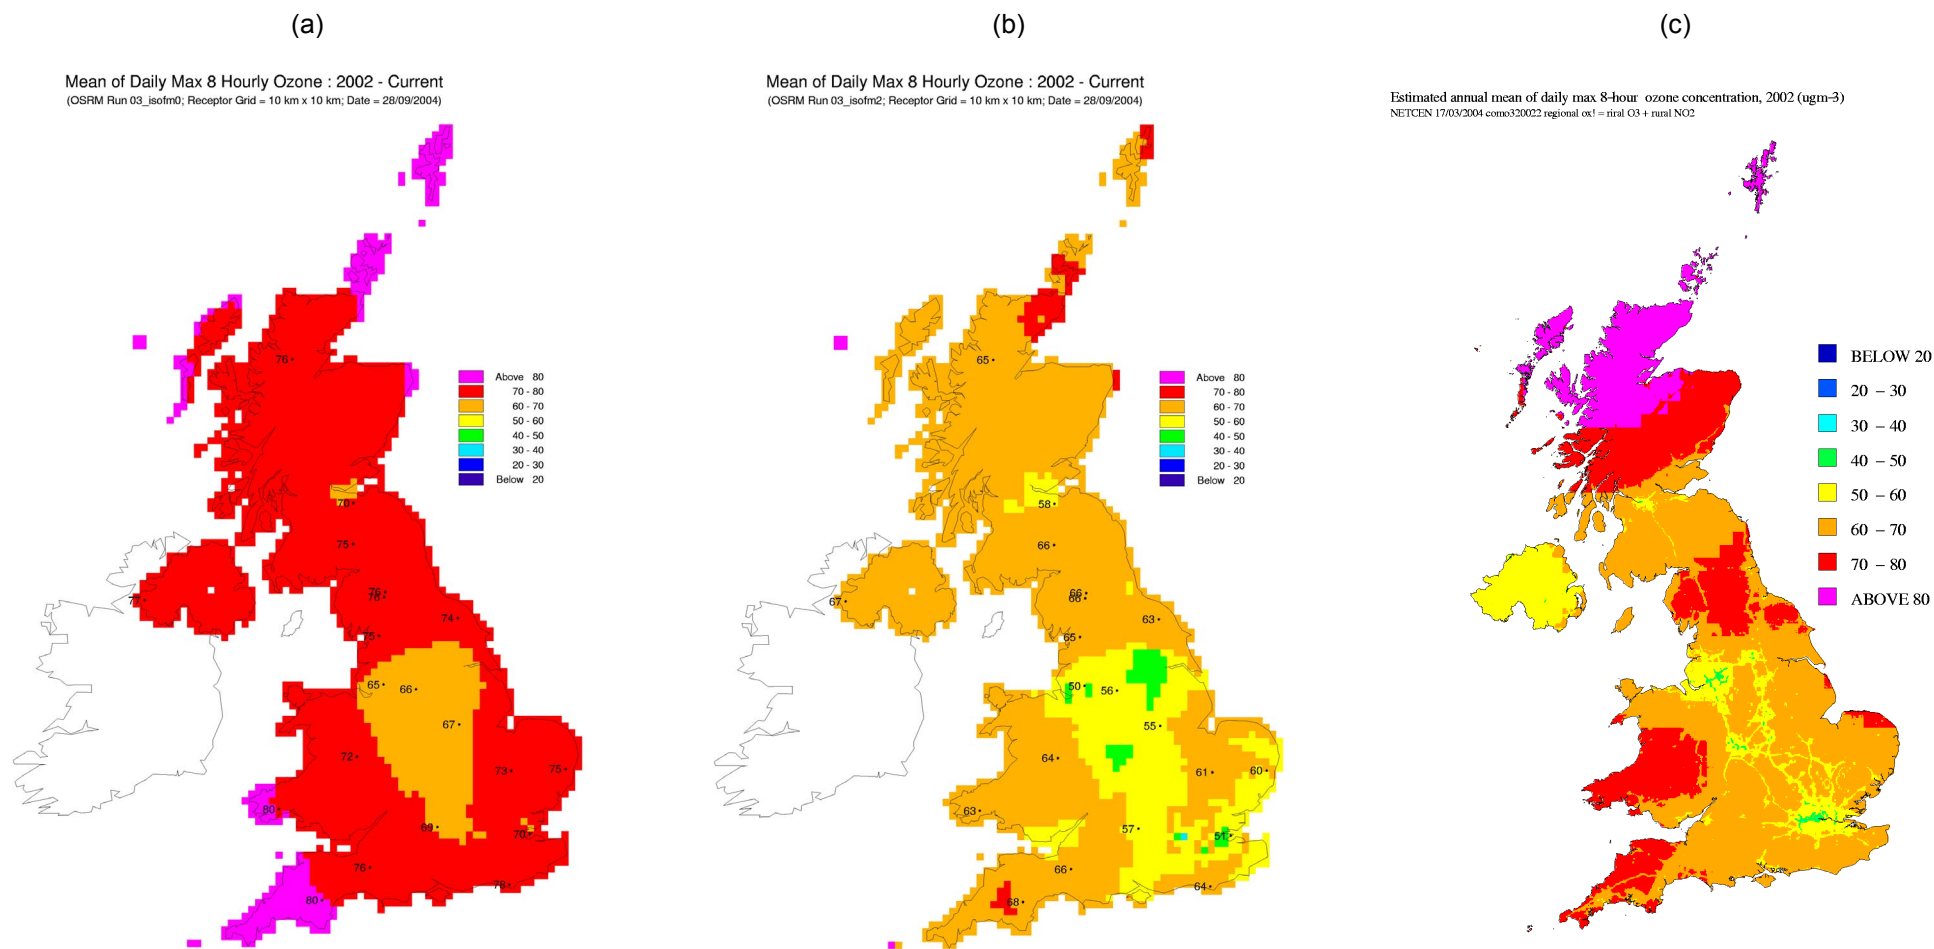 (a)
Mean of Daily Max 8 Hourly Ozone : 2002 - Current
(OSRM Run 03_isofm0; Receptor Grid = 10 km x 10 km; Date = 28/09/2004)
76
Above 80
70 - 80
60 - 70
50 - 60
40 - 50
30 - 40
20 - 30
Below 20
70
75
76
77
74
75
65
66
67
72
73
75
80
69
70
76
78
80
(b)
Mean of Daily Max 8 Hourly Ozone : 2002 - Current
(OSRM Run 03_isofm2; Receptor Grid = 10 km x 10 km; Date = 28/09/2004)
65
Above 80
70 - 80
60 - 70
50 - 60
40 - 50
30 - 40
20 - 30
Below 20
58
66
66
66
67
63
65
50
56
55
64
61
60
63
57
51
66
64
68
(c)
Estimated annual mean of daily max 8-hour ozone concentration, 2002 (ugm-3)
NETCEN 17/03/2004 como320022 regional ox! = riral O3 + rural NO2
BELOW 20
20 – 30
30 – 40
40 – 50
50 – 60
60 – 70
70 – 80
ABOVE 80